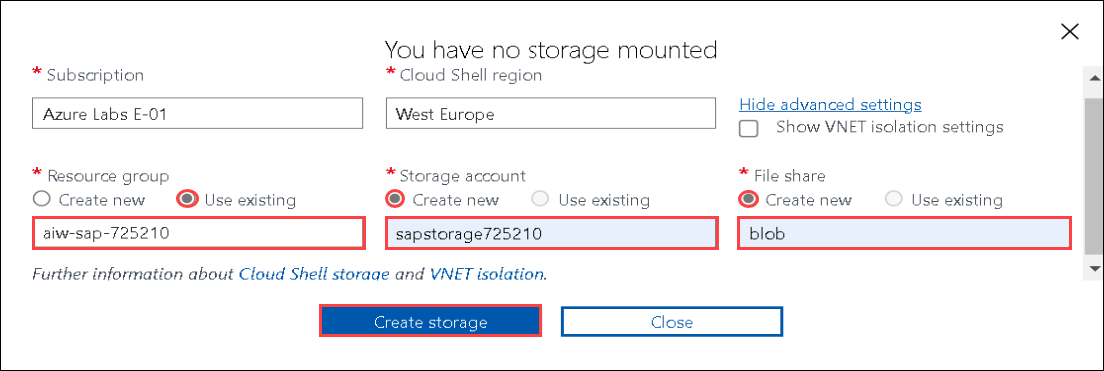 You have no storage mounted
* Subscription
* Cloud Shell region
Azure Labs E-01
West Europe
Hide advanced settings
Show VNET isolation settings
* Resource group
* Storage account
* File share
Create new
Use existing
Create new
Use existing
Create new
Use existing
aiw-sap-725210
sapstorage725210
blob
Further information about Cloud Shell storage and VNET isolation.
Create storage
Close